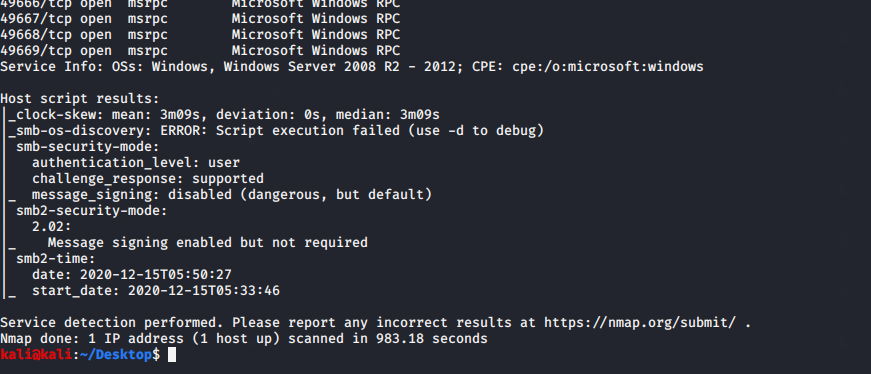 49666/tcp open  msrpc        Microsoft Windows RPC
49667/tcp open  msrpc        Microsoft Windows RPC
49668/tcp open  msrpc        Microsoft Windows RPC
49669/tcp open  msrpc        Microsoft Windows RPC
Service Info: OSs: Windows, Windows Server 2008 R2 - 2012; CPE: cpe:/o:microsoft:windows

Host script results:
|_clock-skew: mean: 3m09s, deviation: 0s, median: 3m09s
|_smb-os-discovery: ERROR: Script execution failed (use -d to debug)
| smb-security-mode:
|   authentication_level: user
|   challenge_response: supported
|_  message_signing: disabled (dangerous, but default)
| smb2-security-mode:
|   2.02:
|_    Message signing enabled but not required
| smb2-time:
|   date: 2020-12-15T05:50:27
|_  start_date: 2020-12-15T05:33:46

Service detection performed. Please report any incorrect results at https://nmap.org/submit/ .
Nmap done: 1 IP address (1 host up) scanned in 983.18 seconds
kali@kali:~/Desktop$